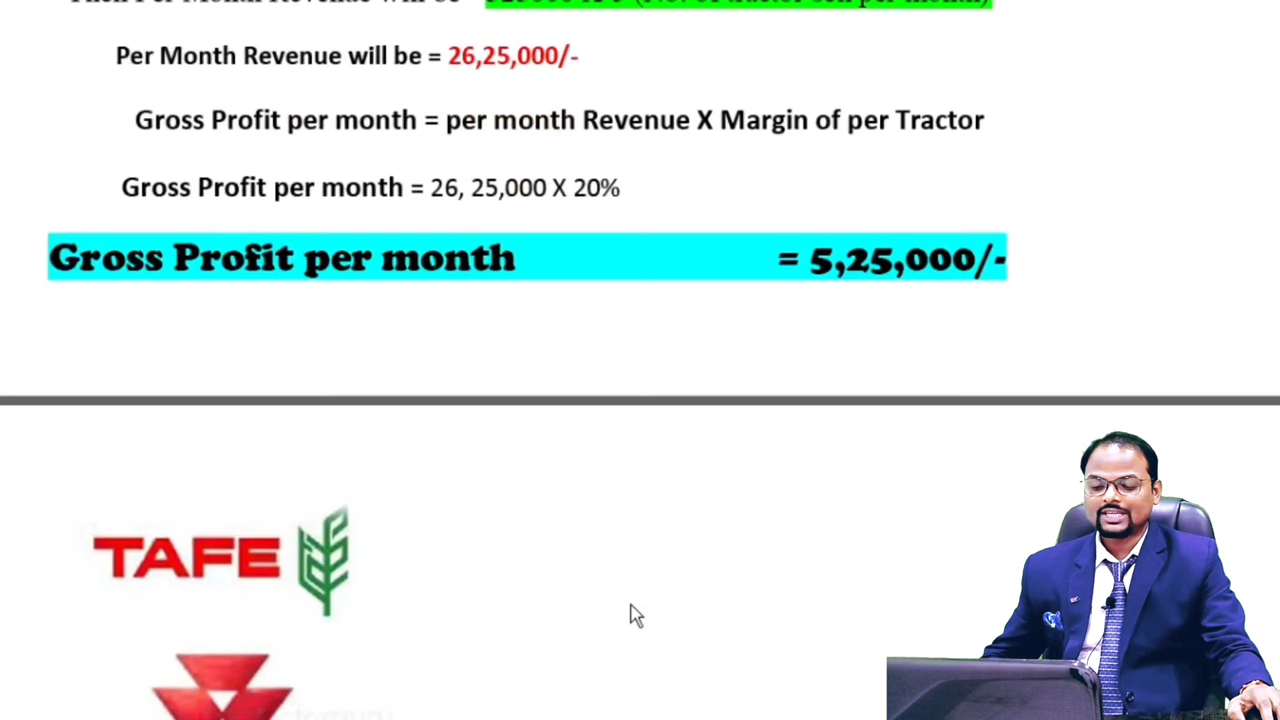 Per Month Revenue will be = 26,25,000/-
Gross Profit per month = per month Revenue X Margin of per Tractor
Gross Profit per month = 26, 25,000 X 20%
Gross Profit per month = 5,25,000/-
TAFE